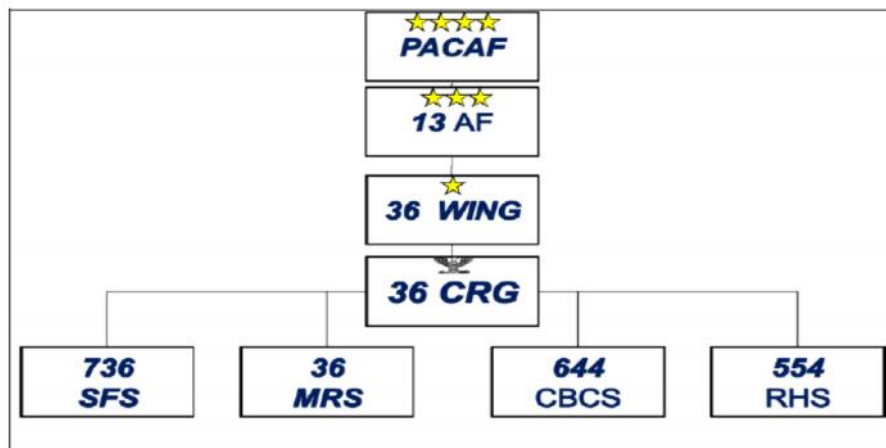 PACAF
13 AF
36 WING
36 CRG
736
SFS
36
MRS
644
CBCS
554
RHS